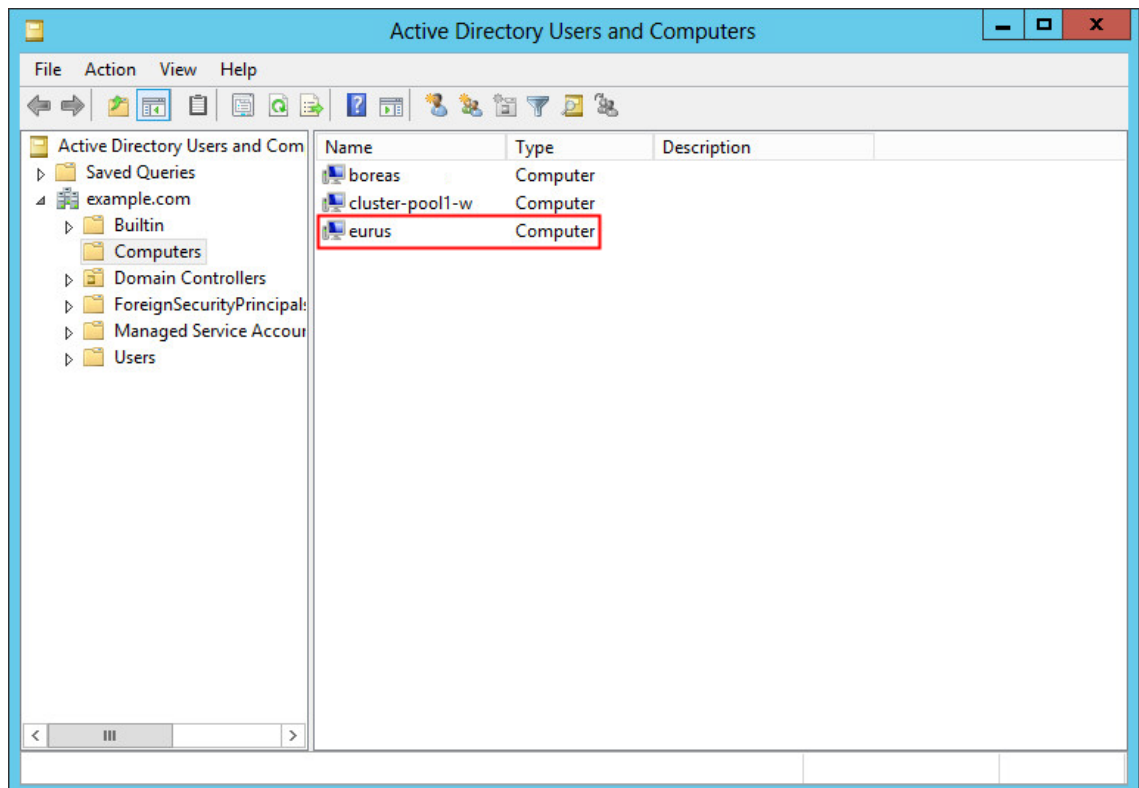 Active Directory Users and Computers
File Action View Help
Active Directory Users and Com
Saved Queries
example.com
Builtin
Computers
Domain Controllers
ForeignSecurityPrincipals
Managed Service Accour
Users
Name Type Description
boreas Computer
cluster-pool1-w Computer
eurus Computer